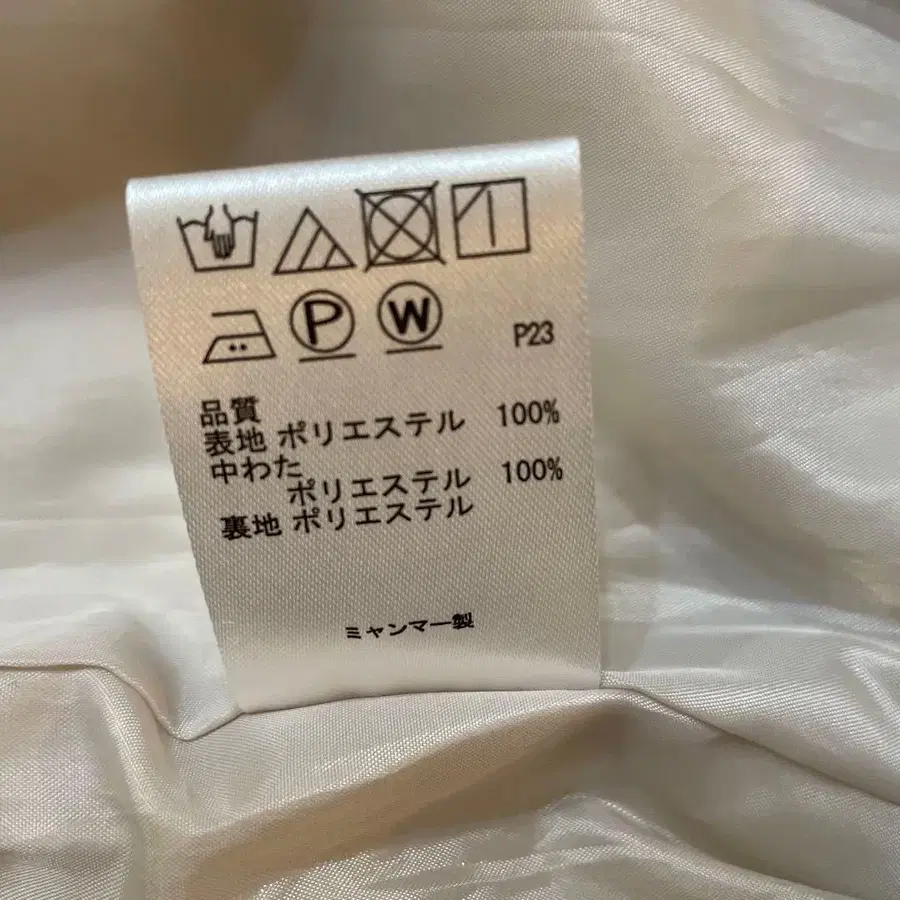 P W P23
品質
表地 ポリエステル 100%
中わた
ポリエステル 100%
裏地 ポリエステル
ミャンマー製